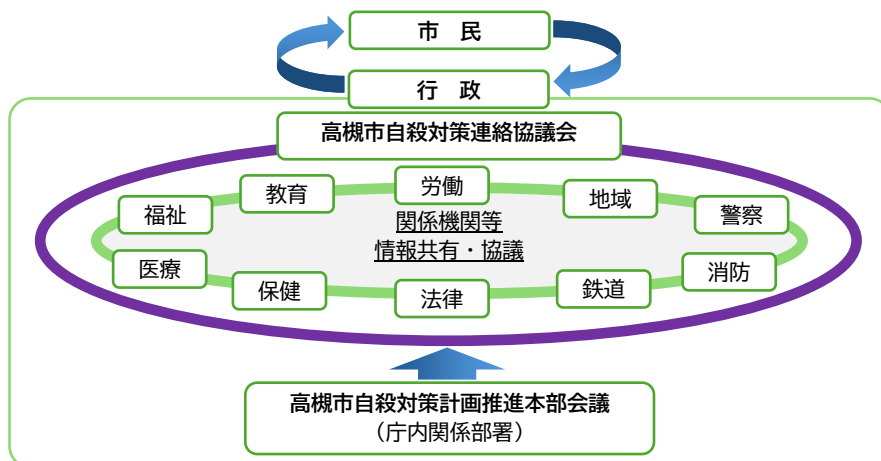 市　民
行　政
高槻市自殺対策連絡協議会
福祉
教育
労働
地域
警察
関係機関等
情報共有・協議
医療
保健
法律
鉄道
消防
高槻市自殺対策計画推進本部会議
（庁内関係部署）